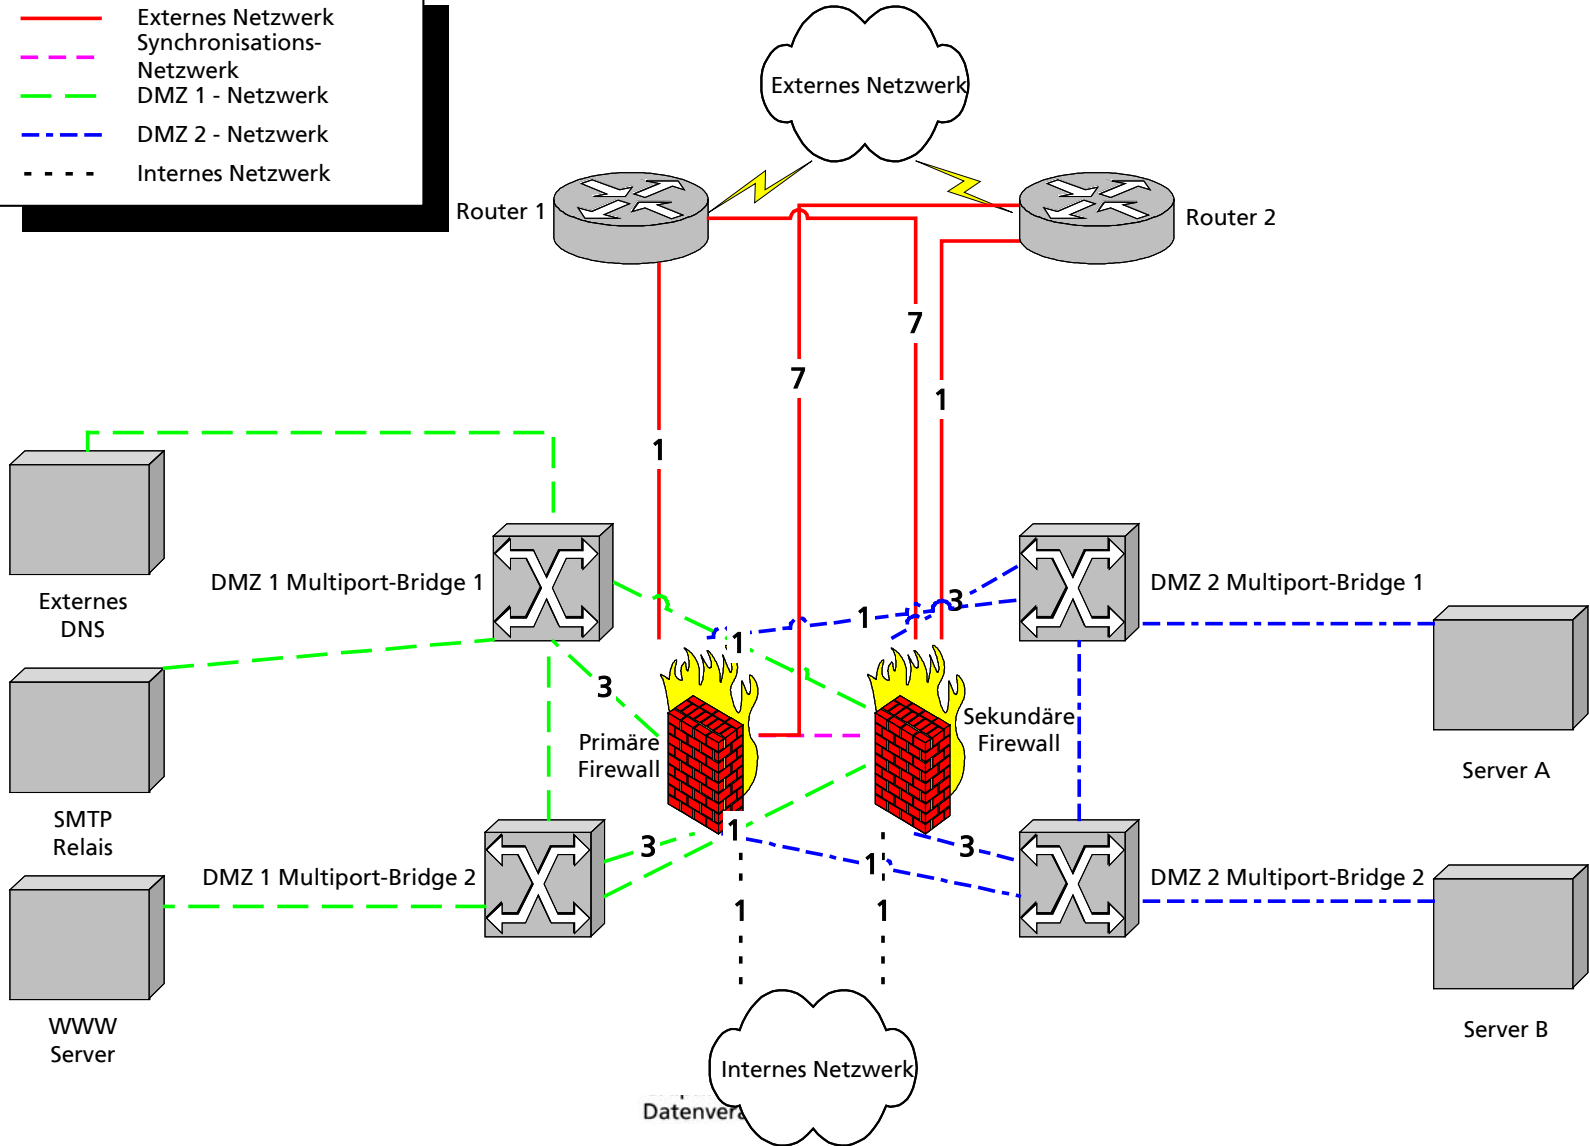 Externes Netzwerk
Synchronisations-
Netzwerk
DMZ 1 - Netzwerk
DMZ 2 - Netzwerk
Internes Netzwerk
Externes Netzwerk
Router 1
Router 2
7
7
1
1
Externes
DNS
DMZ 1 Multiport-Bridge 1
DMZ 2 Multiport-Bridge 1
1
3
1
3
Primäre
Firewall
Sekundäre
Firewall
Server A
SMTP
Relais
DMZ 1 Multiport-Bridge 2
DMZ 2 Multiport-Bridge 2
3
1
1
3
1
1
WWW
Server
Server B
Internes Netzwerk